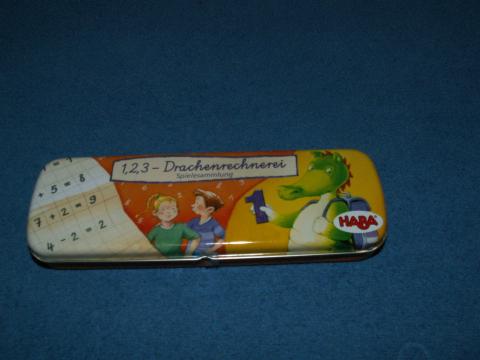 1,2,3 – Drachenrechnerei
Spielesammlung
+ 5 = 8
7 + 2 = 9
4 - 2 = 2
1
HABA